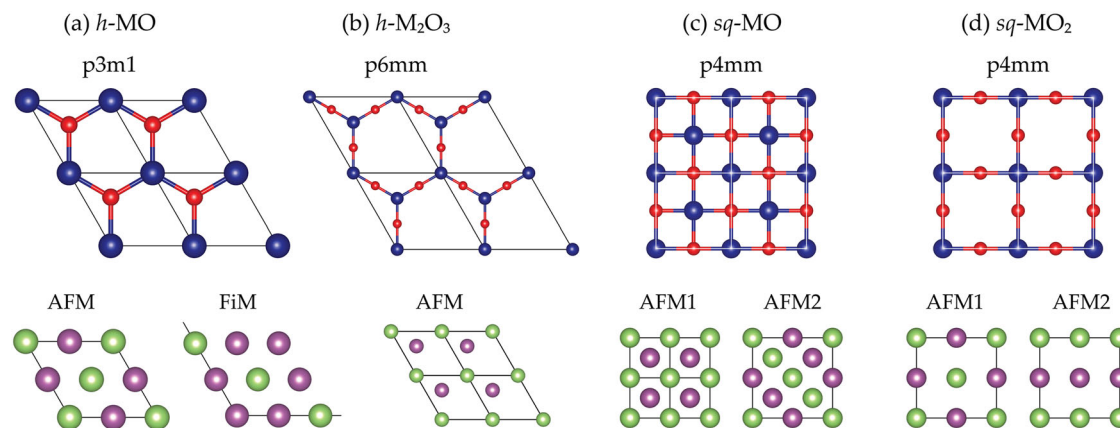 (a) h-MO
(b) h-M₂O₃
(c) sq-MO
(d) sq-MO₂
p3m1
p6mm
p4mm
p4mm
AFM
FiM
AFM
AFM1
AFM2
AFM1
AFM2